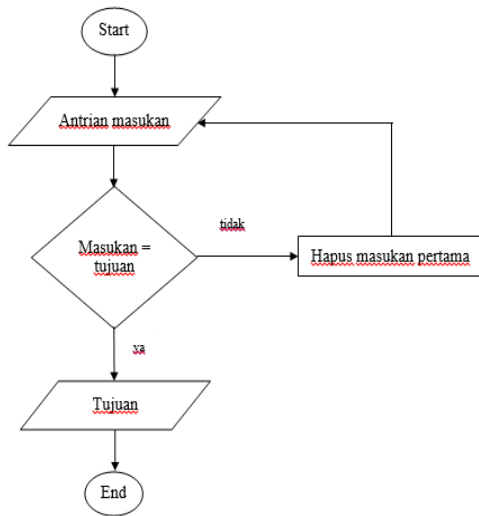 Start
Antrian masukan
tidak
Masukan =
tujuan
Hapus masukan pertama
ya
Tujuan
End